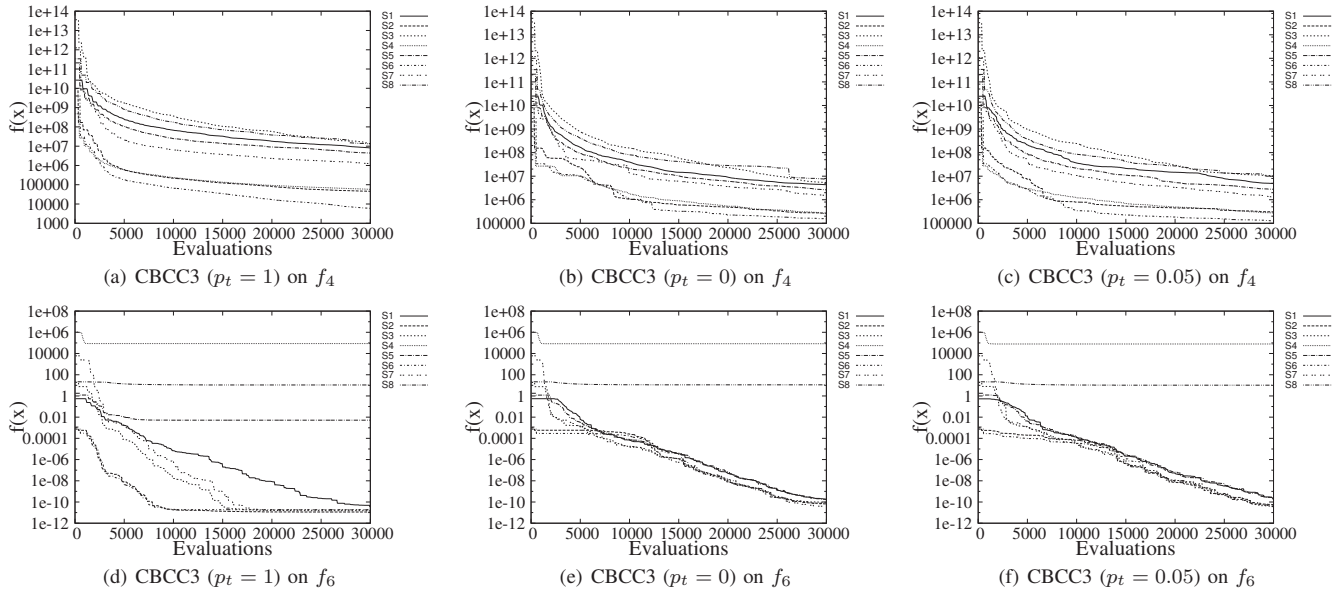 1e+14
1e+13
1e+12
1e+11
1e+10
1e+09
1e+08
1e+07
1e+06
100000
10000
1000
f(x)
0 5000 10000 15000 20000 25000 30000
Evaluations
S1
S2
S3
S4
S5
S6
S7
S8
(a) CBCC3 (p_t = 1) on f_4
1e+14
1e+13
1e+12
1e+11
1e+10
1e+09
1e+08
1e+07
1e+06
100000
f(x)
0 5000 10000 15000 20000 25000 30000
Evaluations
S1
S2
S3
S4
S5
S6
S7
S8
(b) CBCC3 (p_t = 0) on f_4
1e+14
1e+13
1e+12
1e+11
1e+10
1e+09
1e+08
1e+07
1e+06
100000
f(x)
0 5000 10000 15000 20000 25000 30000
Evaluations
S1
S2
S3
S4
S5
S6
S7
S8
(c) CBCC3 (p_t = 0.05) on f_4
1e+08
1e+06
10000
100
1
0.01
0.0001
1e-06
1e-08
1e-10
1e-12
f(x)
0 5000 10000 15000 20000 25000 30000
Evaluations
S1
S2
S3
S4
S5
S6
S7
S8
(d) CBCC3 (p_t = 1) on f_6
1e+08
1e+06
10000
100
1
0.01
0.0001
1e-06
1e-08
1e-10
1e-12
f(x)
0 5000 10000 15000 20000 25000 30000
Evaluations
S1
S2
S3
S4
S5
S6
S7
S8
(e) CBCC3 (p_t = 0) on f_6
1e+08
1e+06
10000
100
1
0.01
0.0001
1e-06
1e-08
1e-10
1e-12
f(x)
0 5000 10000 15000 20000 25000 30000
Evaluations
S1
S2
S3
S4
S5
S6
S7
S8
(f) CBCC3 (p_t = 0.05) on f_6